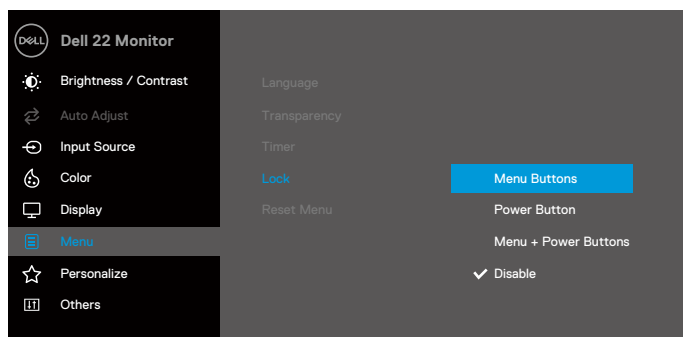 DELL Dell 22 Monitor
Brightness / Contrast
Auto Adjust
Input Source
Color
Display
Menu
Personalize
Others
Language
Transparency
Timer
Lock
Reset Menu
Menu Buttons
Power Button
Menu + Power Buttons
Disable